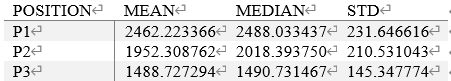 POSITION MEAN MEDIAN STD
P1 2462.223366 2488.033437 231.646616
P2 1952.308762 2018.393750 210.531043
P3 1488.727294 1490.731467 145.347774